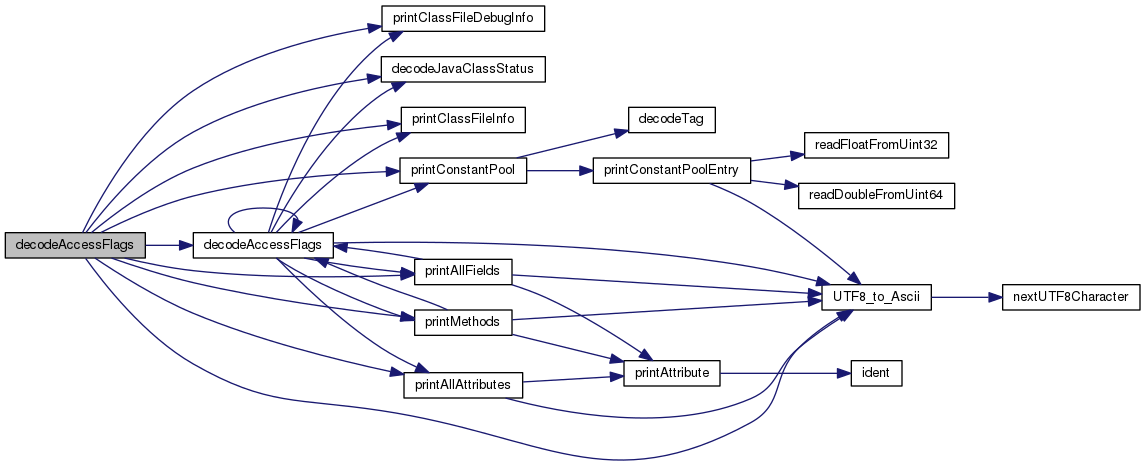 printClassFileDebugInfo
decodeJavaClassStatus
printClassFileInfo
decodeTag
readFloatFromUint32
printConstantPool
printConstantPoolEntry
readDoubleFromUint64
decodeAccessFlags
decodeAccessFlags
printAllFields
UTF8_to_Ascii
nextUTF8Character
printMethods
printAttribute
ident
printAllAttributes